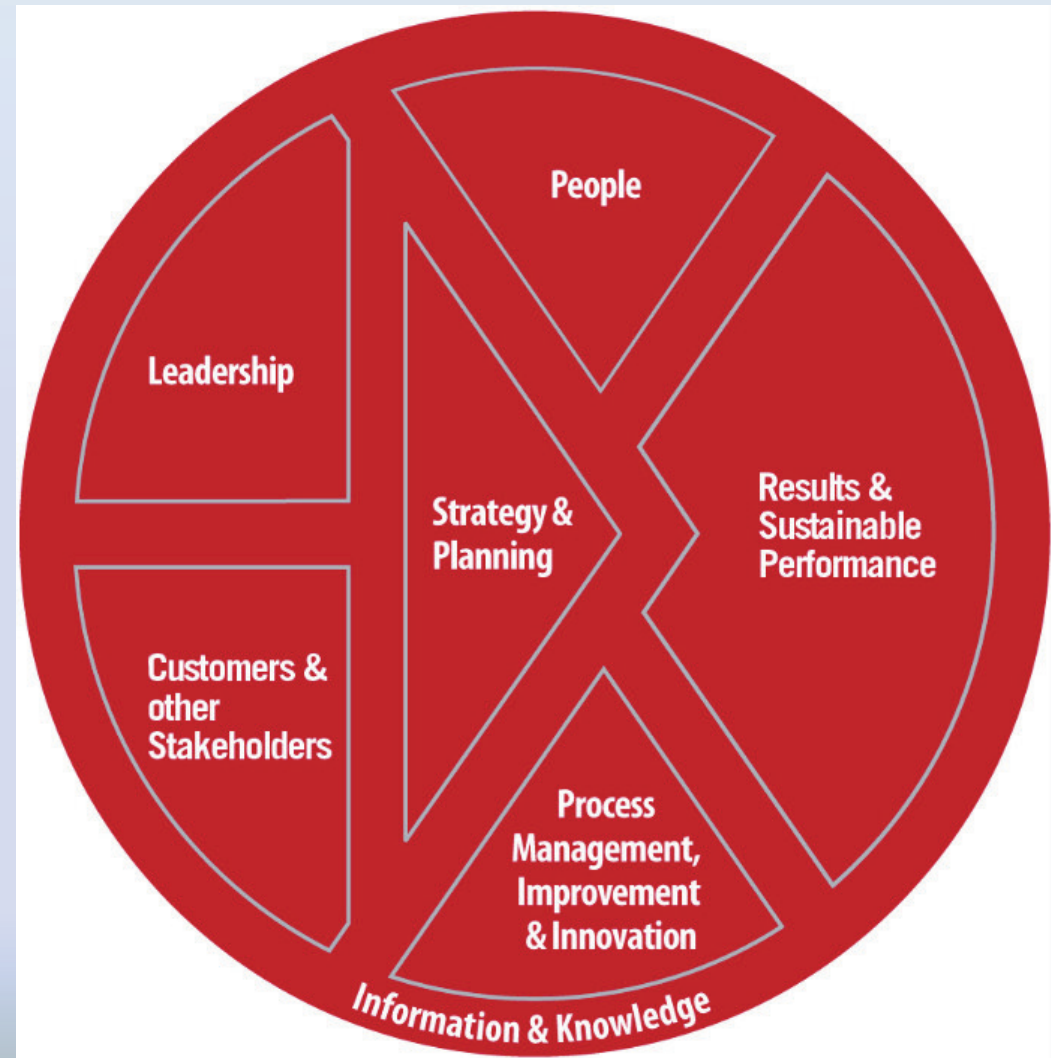 People
Leadership
Strategy &
Planning
Results &
Sustainable
Performance
Customers &
other
Stakeholders
Process
Management,
Improvement
& Innovation
Information & Knowledge